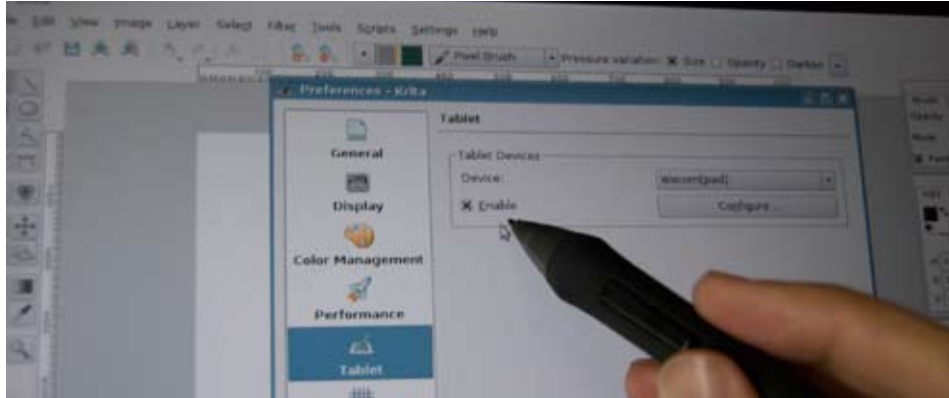 Edit View Image Layer Select Filter Tools Scripts Settings Help
Pixel Brush Pressure variation: Size Opacity Darken
Preferences - Krita
Tablet
General
Tablet Devices
Device:
Display
Enable
Configure ...
Color Management
Performance
Tablet